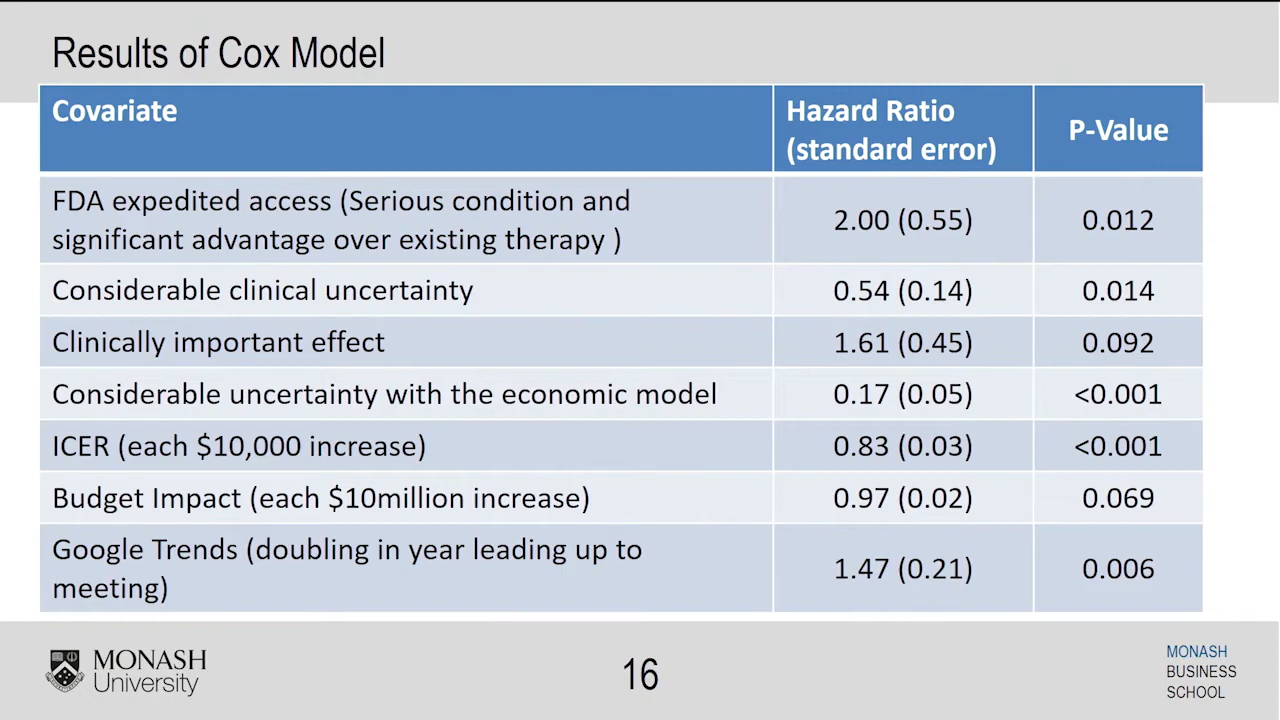 Results of Cox Model
Covariate
Hazard Ratio
(standard error)
P-Value
FDA expedited access (Serious condition and
significant advantage over existing therapy )
2.00 (0.55)
0.012
Considerable clinical uncertainty
0.54 (0.14)
0.014
Clinically important effect
1.61 (0.45)
0.092
Considerable uncertainty with the economic model
0.17 (0.05)
<0.001
ICER (each $10,000 increase)
0.83 (0.03)
<0.001
Budget Impact (each $10million increase)
0.97 (0.02)
0.069
Google Trends (doubling in year leading up to
meeting)
1.47 (0.21)
0.006
MONASH
University
16
MONASH
BUSINESS
SCHOOL